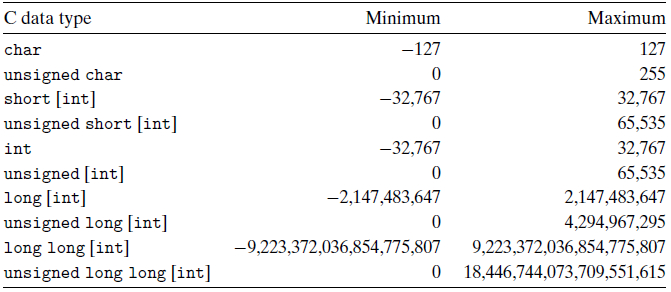 C data type Minimum Maximum
char −127 127
unsigned char 0 255
short [int] −32,767 32,767
unsigned short [int] 0 65,535
int −32,767 32,767
unsigned [int] 0 65,535
long [int] −2,147,483,647 2,147,483,647
unsigned long [int] 0 4,294,967,295
long long [int] −9,223,372,036,854,775,807 9,223,372,036,854,775,807
unsigned long long [int] 0 18,446,744,073,709,551,615